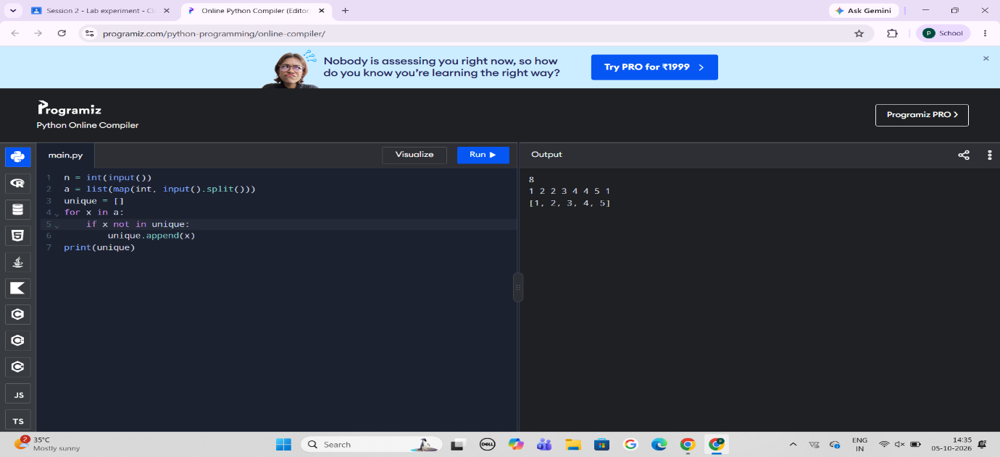 Session 2 - Lab experiment - Cl
Online Python Compiler (Editor
Ask Gemini
programiz.com/python-programming/online-compiler/
P School
Nobody is assessing you right now, so how
do you know you're learning the right way?
Try PRO for ₹1999 >
Programiz
Python Online Compiler
Programiz PRO >
main.py
Visualize
Run
Output
1 n = int(input())
2 a = list(map(int, input().split()))
3 unique = []
4 for x in a:
5     if x not in unique:
6         unique.append(x)
7 print(unique)
8
1 2 2 3 4 4 5 1
[1, 2, 3, 4, 5]
JS
TS
2
35°C
Mostly sunny
Search
DELL
ENG
IN
14:35
05-10-2026